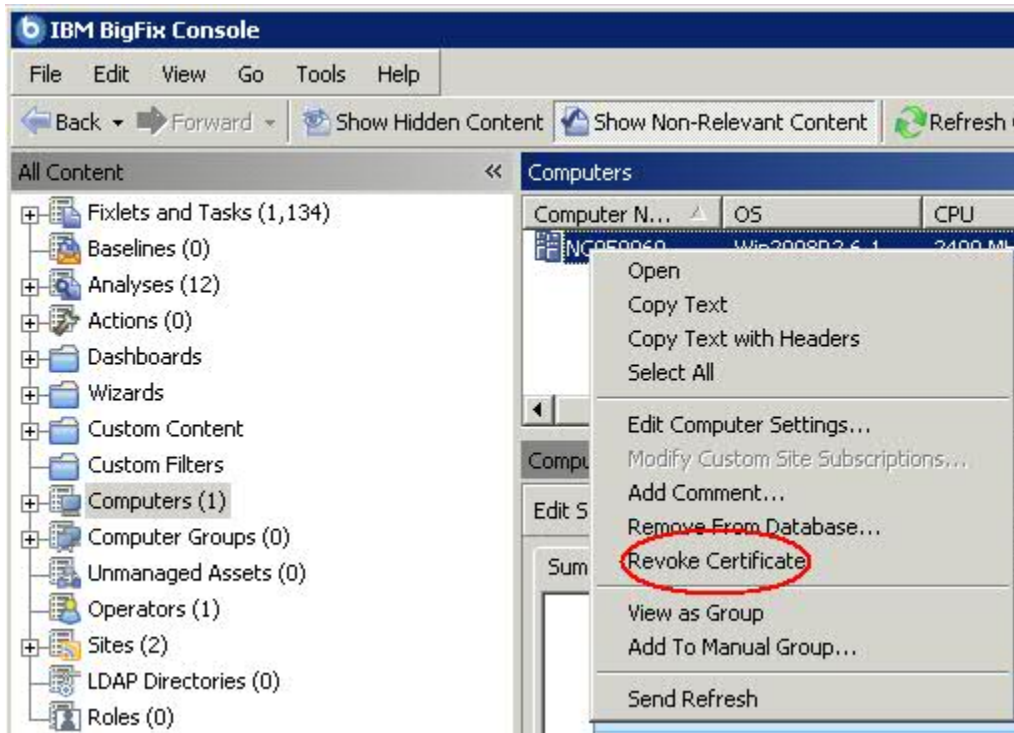 IBM BigFix Console
File Edit View Go Tools Help
Back Forward Show Hidden Content Show Non-Relevant Content Refresh
All Content
Fixlets and Tasks (1,134)
Baselines (0)
Analyses (12)
Actions (0)
Dashboards
Wizards
Custom Content
Custom Filters
Computers (1)
Computer Groups (0)
Unmanaged Assets (0)
Operators (1)
Sites (2)
LDAP Directories (0)
Roles (0)
Computers
Computer N... OS CPU
Open
Copy Text
Copy Text with Headers
Select All
Edit Computer Settings...
Modify Custom Site Subscriptions...
Add Comment...
Remove From Database...
Revoke Certificate
View as Group
Add To Manual Group...
Send Refresh
Compu
Edit S
Sum